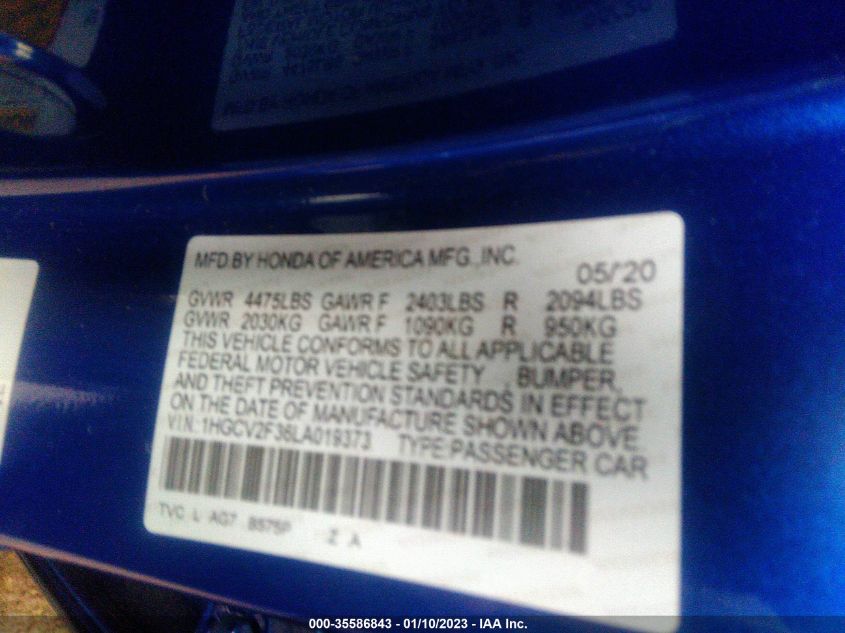 MFD. BY HONDA OF AMERICA MFG., INC. 05/'20
GVWR 4475LBS GAWR F 2403LBS R 2094LBS
GVWR 2030KG GAWR F 1090KG R 950KG
THIS VEHICLE CONFORMS TO ALL APPLICABLE
FEDERAL MOTOR VEHICLE SAFETY , BUMPER,
AND THEFT PREVENTION STANDARDS IN EFFECT
ON THE DATE OF MANUFACTURE SHOWN ABOVE.
V I N : 1HGCV2F36LA019373 TYPE:PASSENGER CAR
TVC L AG7 B575P 2 A
000-35586843 - 01/10/2023 - IAA Inc.